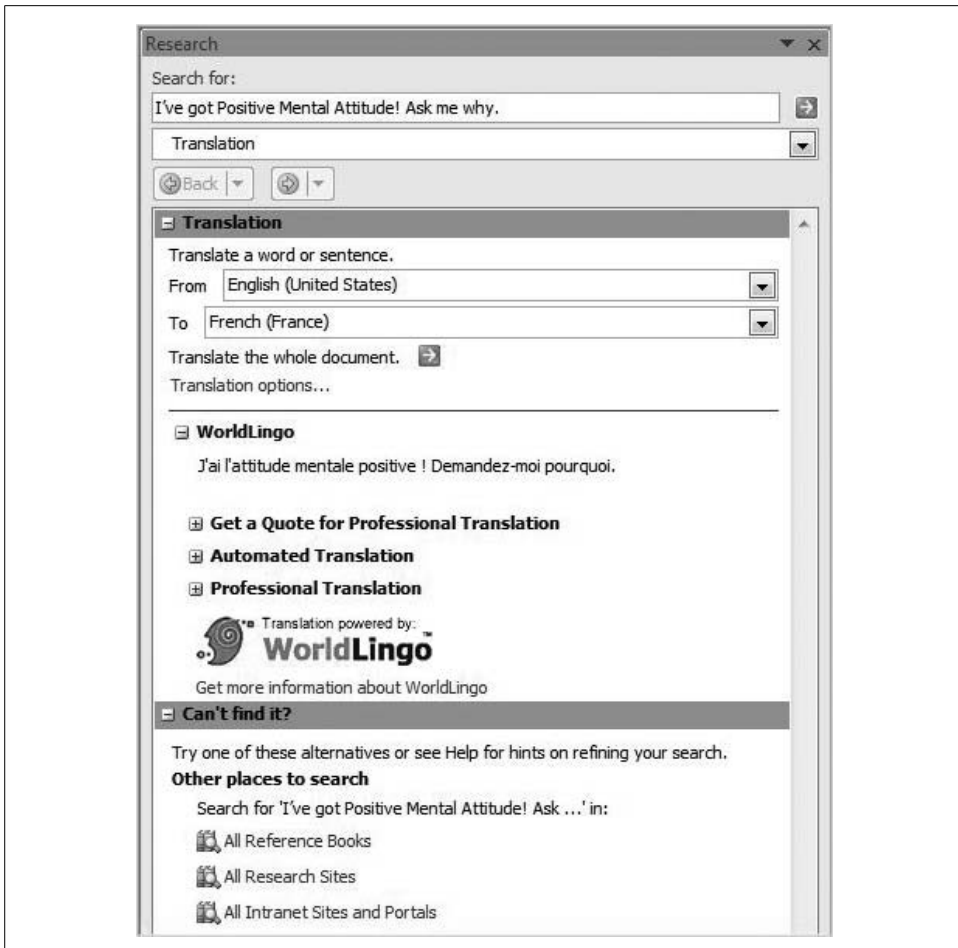 Research
Search for:
I've got Positive Mental Attitude! Ask me why.
Translation
Back
Translation
Translate a word or sentence.
From English (United States)
To French (France)
Translate the whole document.
Translation options...
WorldLingo
J'ai l'attitude mentale positive ! Demandez-moi pourquoi.
Get a Quote for Professional Translation
Automated Translation
Professional Translation
Translation powered by:
WorldLingo™
Get more information about WorldLingo
Can't find it?
Try one of these alternatives or see Help for hints on refining your search.
Other places to search
Search for 'I've got Positive Mental Attitude! Ask ...' in:
All Reference Books
All Research Sites
All Intranet Sites and Portals